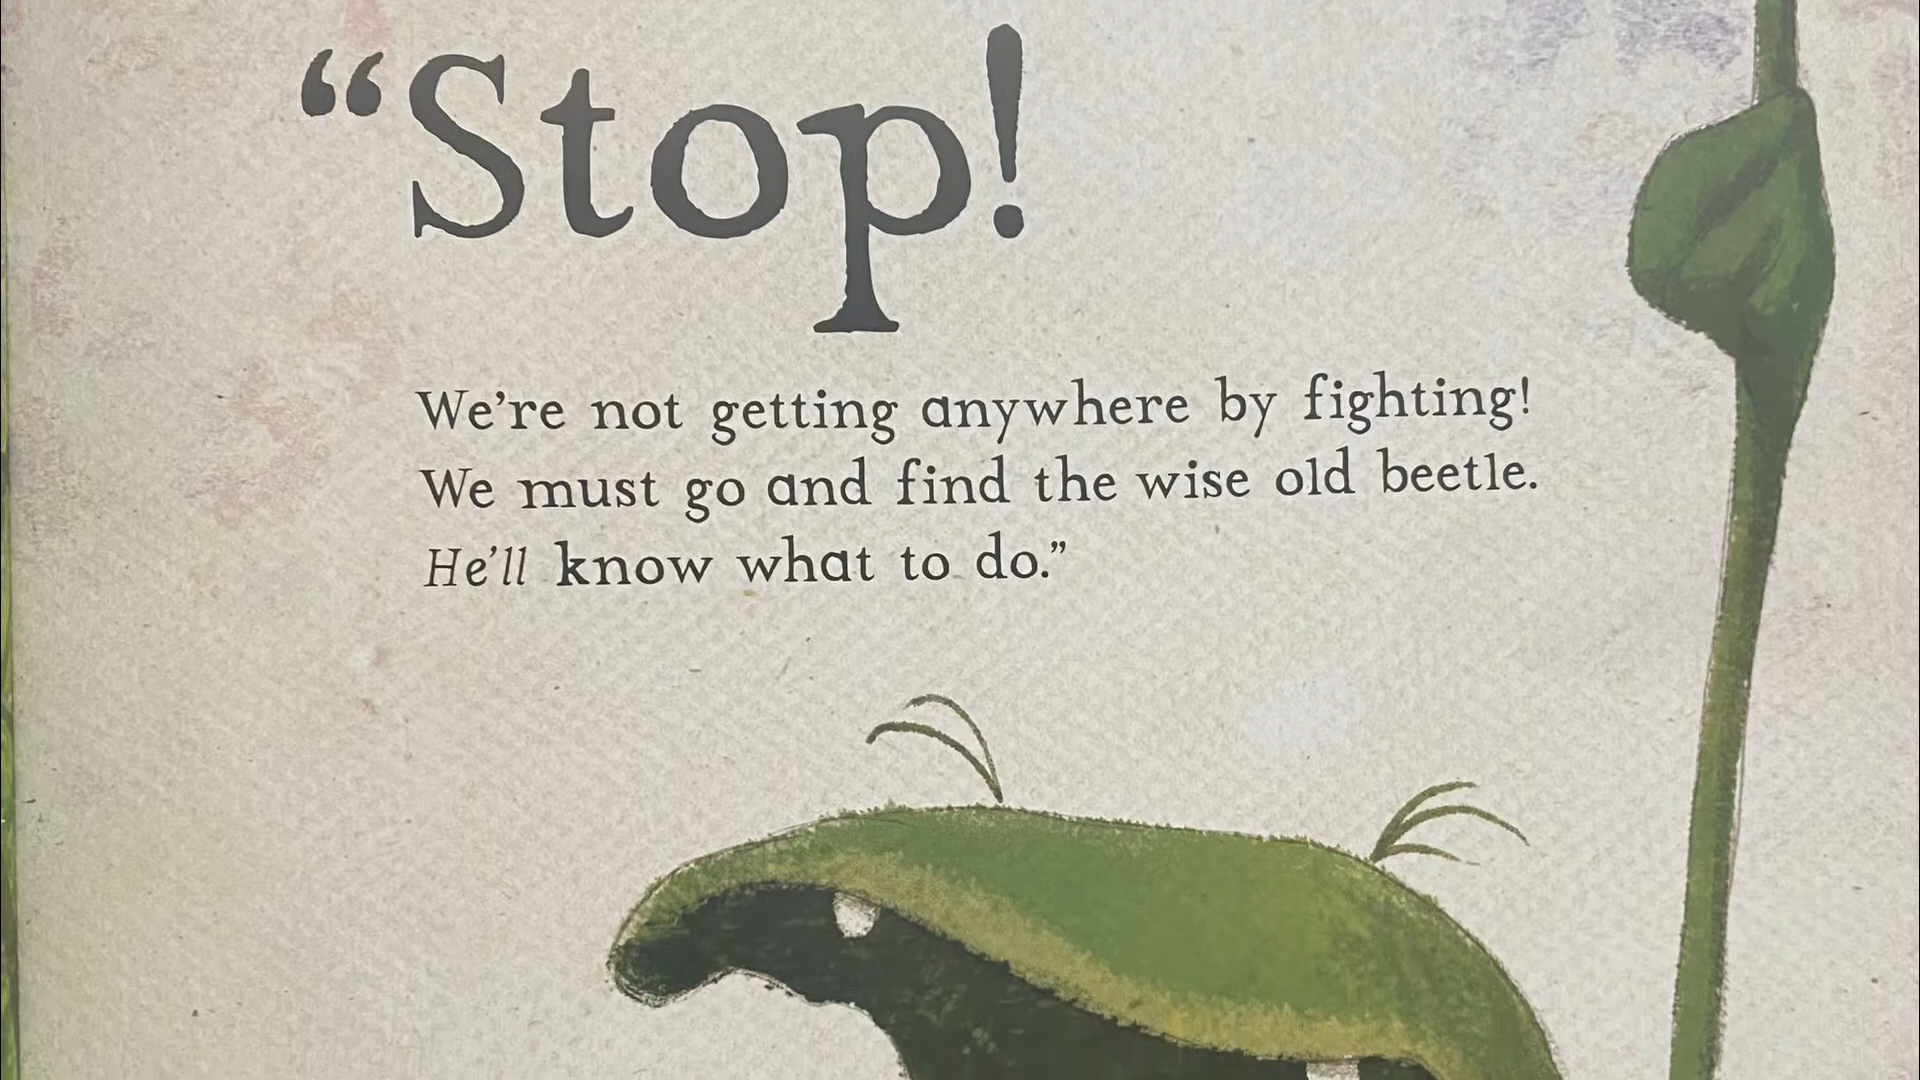 “Stop!
We’re not getting anywhere by fighting!
We must go and find the wise old beetle.
He’ll know what to do.”